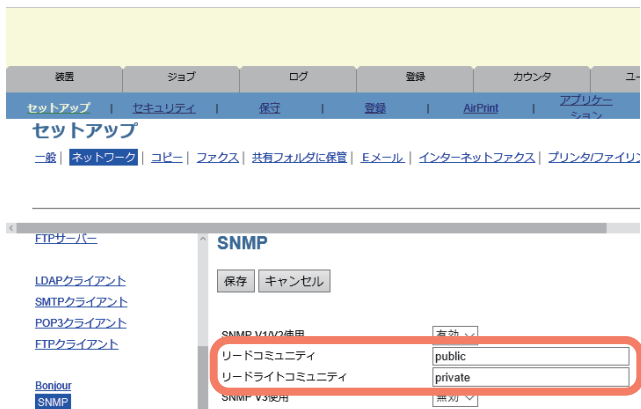 装置 ジョブ ログ 登録 カウンタ ユー
セットアップ | セキュリティ | 保守 | 登録 | AirPrint | アプリケーション
セットアップ
一般 | ネットワーク | コピー | ファクス | 共有フォルダに保管 | Eメール | インターネットファクス | プリンタ/ファイリン
FTPサーバー
SNMP
LDAPクライアント
保存 キャンセル
SMTPクライアント
POP3クライアント
SNMP V1/V2使用 有効
FTPクライアント
リードコミュニティ public
リードライトコミュニティ private
Bonjour
SNMP
SNMP V3使用 無効